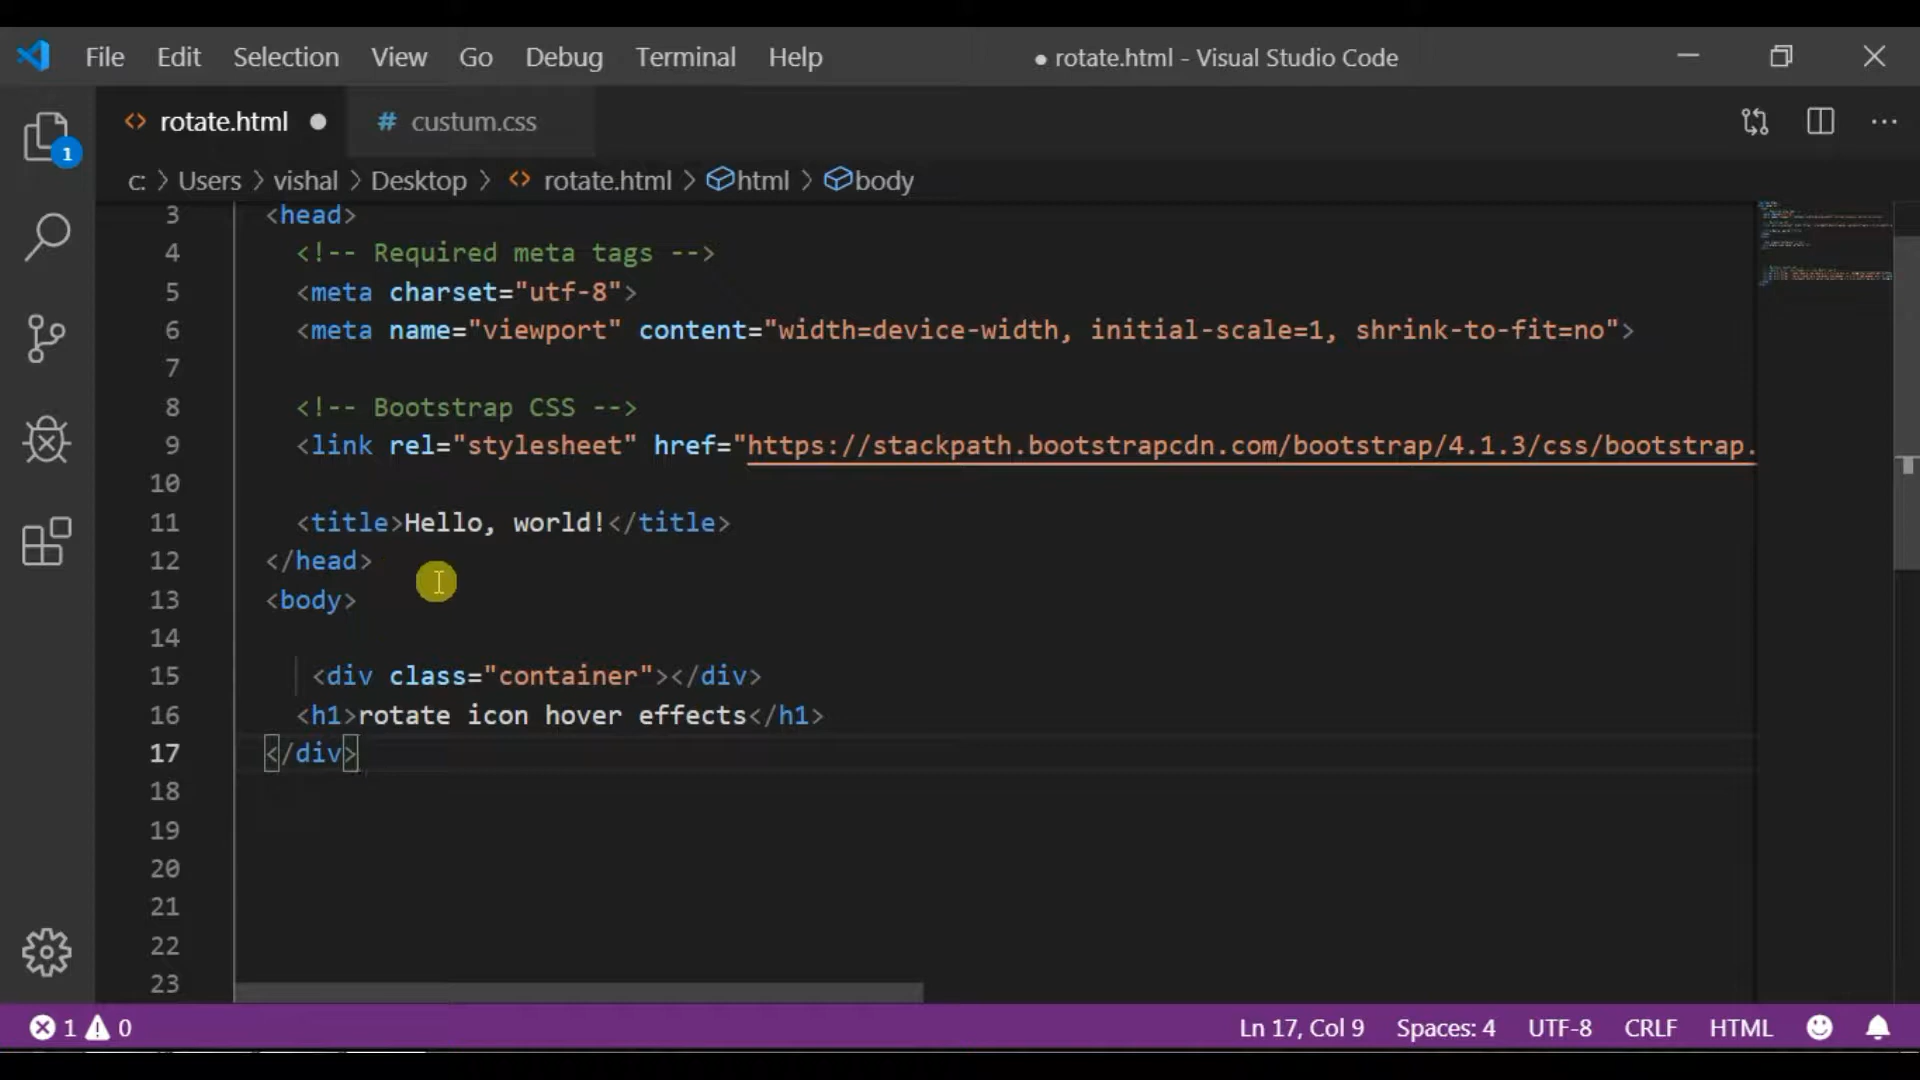 File Edit Selection View Go Debug Terminal Help ● rotate.html - Visual Studio Code
rotate.html ● # custum.css
1
c: > Users > vishal > Desktop > rotate.html > html > body
3 <head>
4 <!-- Required meta tags -->
5 <meta charset="utf-8">
6 <meta name="viewport" content="width=device-width, initial-scale=1, shrink-to-fit=no">
7
8 <!-- Bootstrap CSS -->
9 <link rel="stylesheet" href="https://stackpath.bootstrapcdn.com/bootstrap/4.1.3/css/bootstrap.
10
11 <title>Hello, world!</title>
12 </head>
13 <body>
14
15 <div class="container"></div>
16 <h1>rotate icon hover effects</h1>
17 </div>
18
19
20
21
22
23
1 0 Ln 17, Col 9 Spaces: 4 UTF-8 CRLF HTML